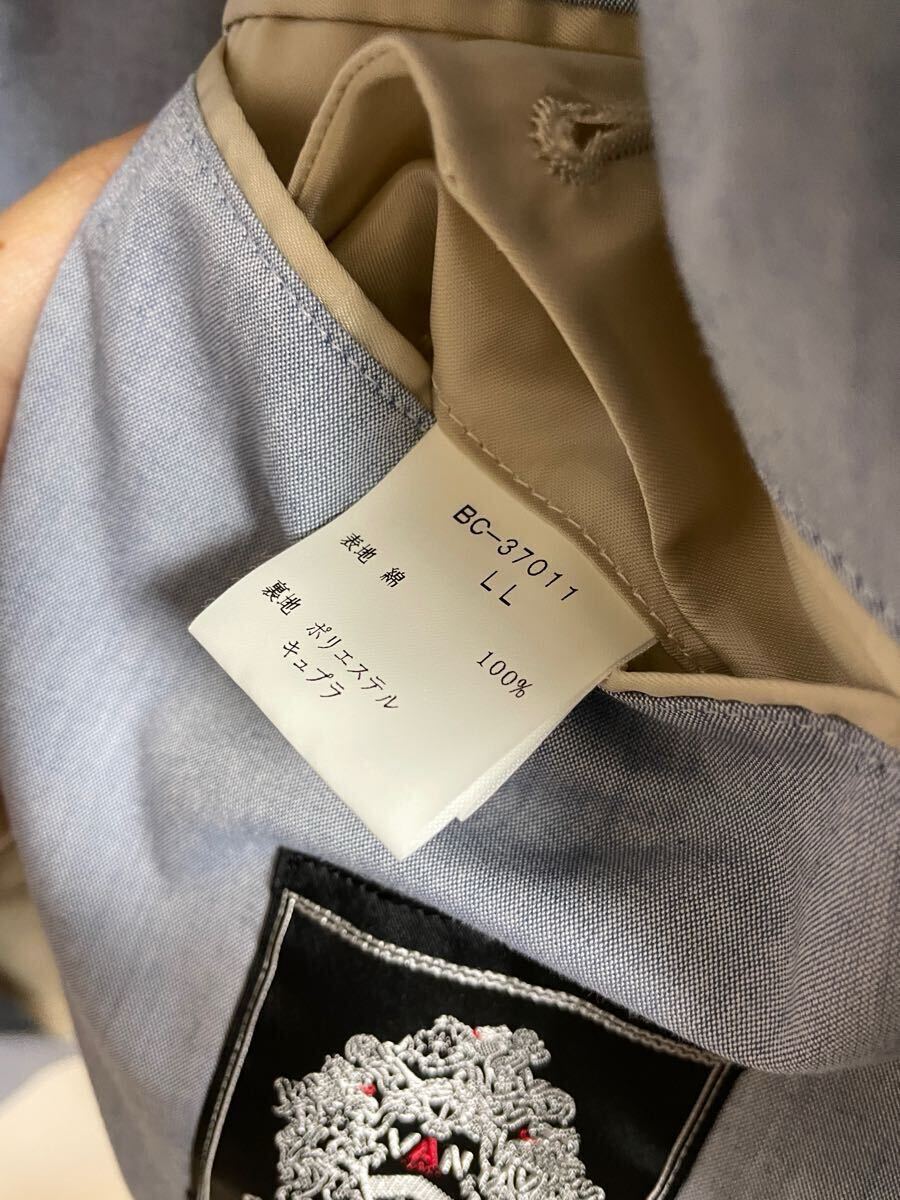 BC-37011
LL
表地 綿 100%
裏地 ポリエステル
キュプラ
VAN